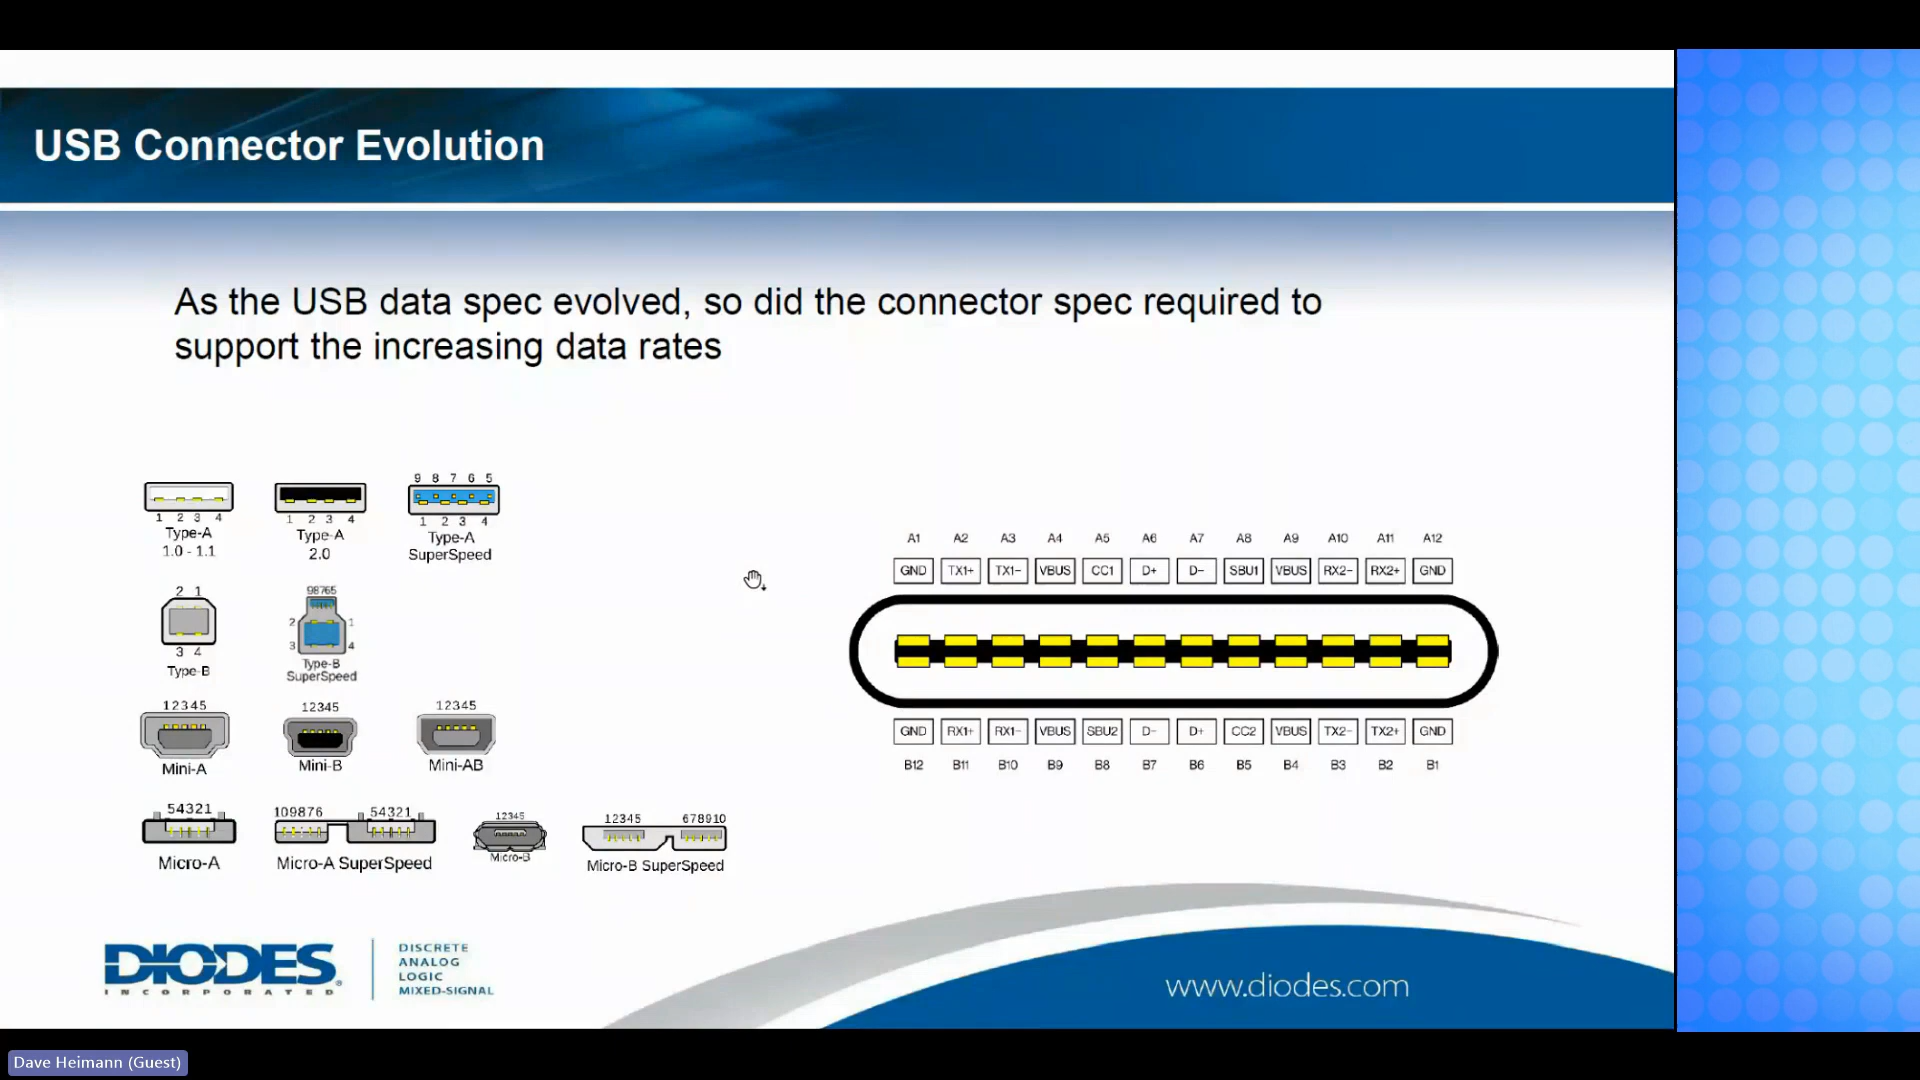 USB Connector Evolution
As the USB data spec evolved, so did the connector spec required to
support the increasing data rates
9 8 7 6 5
1 2 3 4
1 2 3 4
1 2 3 4
Type-A
1.0 - 1.1
Type-A
2.0
Type-A
SuperSpeed
2 1
3 4
Type-B
98765
2 1
3 4
Type-B
SuperSpeed
12345
Mini-A
12345
Mini-B
12345
Mini-AB
54321
Micro-A
109876 54321
Micro-A SuperSpeed
12345
Micro-B
12345 678910
Micro-B SuperSpeed
A1 A2 A3 A4 A5 A6 A7 A8 A9 A10 A11 A12
GND TX1+ TX1− VBUS CC1 D+ D− SBU1 VBUS RX2− RX2+ GND
GND RX1+ RX1− VBUS SBU2 D− D+ CC2 VBUS TX2− TX2+ GND
B12 B11 B10 B9 B8 B7 B6 B5 B4 B3 B2 B1
DIODES®
INCORPORATED
DISCRETE
ANALOG
LOGIC
MIXED-SIGNAL
www.diodes.com
Dave Heimann (Guest)